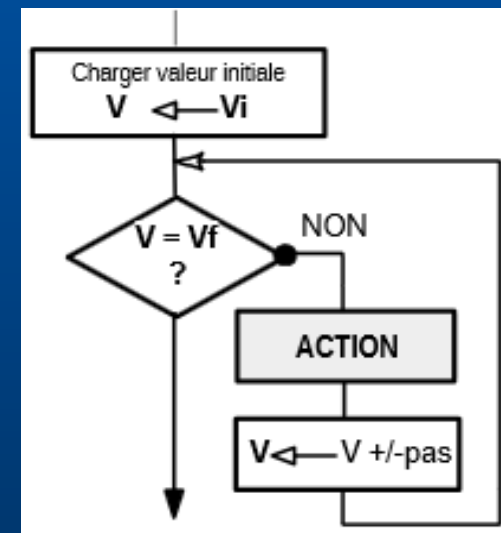 Charger valeur initiale
V Vi
V = Vf
?
NON
ACTION
V V +/-pas